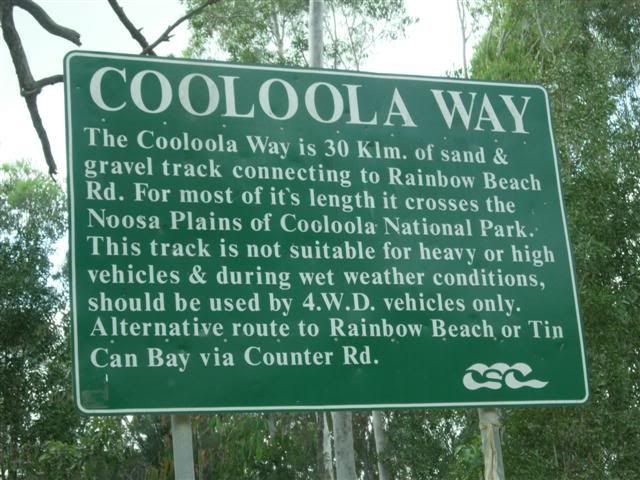 COOLOOLA WAY
The Cooloola Way is 30 Klm. of sand &
gravel track connecting to Rainbow Beach
Rd. For most of it's length it crosses the
Noosa Plains of Cooloola National Park.
This track is not suitable for heavy or high
vehicles & during wet weather conditions,
should be used by 4.W.D. vehicles only.
Alternative route to Rainbow Beach or Tin
Can Bay via Counter Rd.
CSC